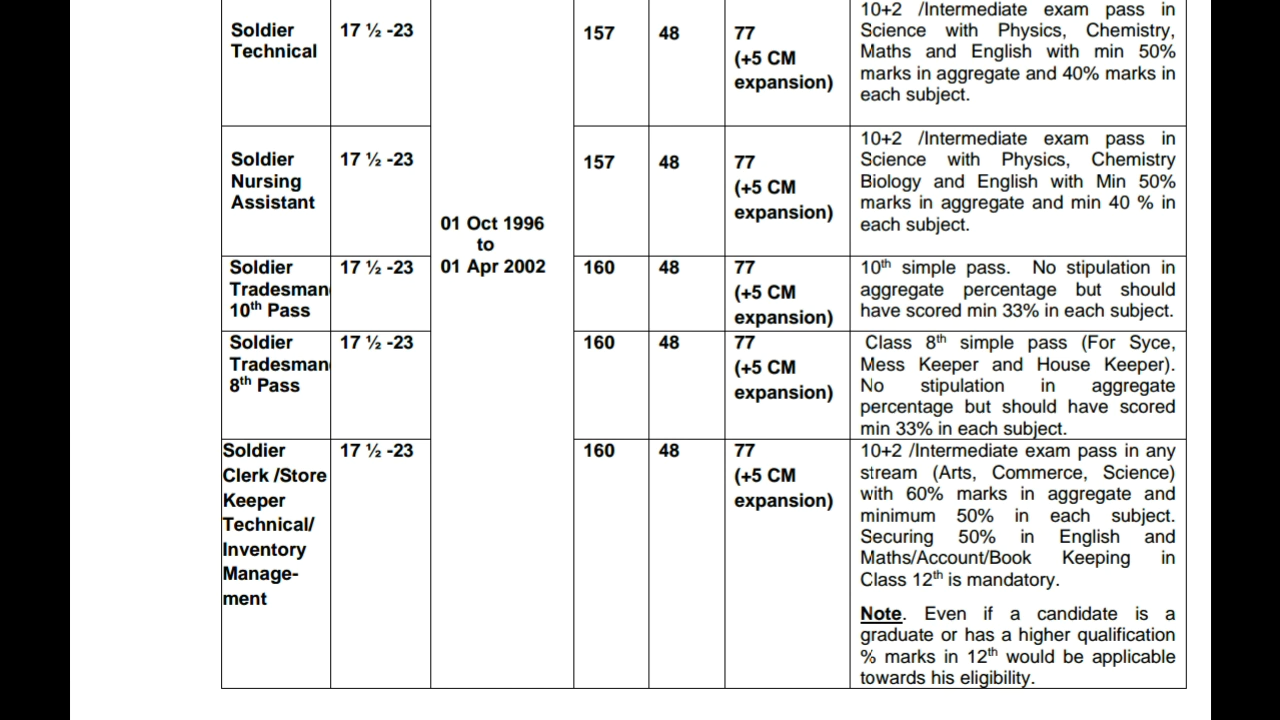 Soldier
Technical
17 ½ -23
157
48
77
(+5 CM
expansion)
10+2 /Intermediate exam pass in
Science with Physics, Chemistry,
Maths and English with min 50%
marks in aggregate and 40% marks in
each subject.
Soldier
Nursing
Assistant
17 ½ -23
01 Oct 1996
to
01 Apr 2002
157
48
77
(+5 CM
expansion)
10+2 /Intermediate exam pass in
Science with Physics, Chemistry
Biology and English with Min 50%
marks in aggregate and min 40 % in
each subject.
Soldier
Tradesman
10th Pass
17 ½ -23
160
48
77
(+5 CM
expansion)
10th simple pass. No stipulation in
aggregate percentage but should
have scored min 33% in each subject.
Soldier
Tradesman
8th Pass
17 ½ -23
160
48
77
(+5 CM
expansion)
Class 8th simple pass (For Syce,
Mess Keeper and House Keeper).
No stipulation in aggregate
percentage but should have scored
min 33% in each subject.
Soldier
Clerk /Store
Keeper
Technical/
Inventory
Manage-
ment
17 ½ -23
160
48
77
(+5 CM
expansion)
10+2 /Intermediate exam pass in any
stream (Arts, Commerce, Science)
with 60% marks in aggregate and
minimum 50% in each subject.
Securing 50% in English and
Maths/Account/Book Keeping in
Class 12th is mandatory.
Note. Even if a candidate is a
graduate or has a higher qualification
% marks in 12th would be applicable
towards his eligibility.